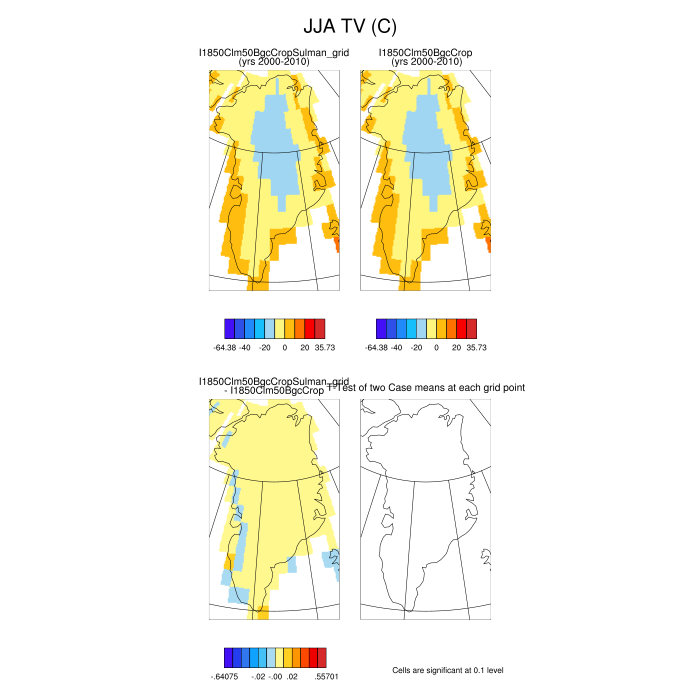 JJA TV (C)
I1850Clm50BgcCropSulman_grid
(yrs 2000-2010)
I1850Clm50BgcCrop
(yrs 2000-2010)
-64.38 -40 -20 0 20 35.73
-64.38 -40 -20 0 20 35.73
I1850Clm50BgcCropSulman_grid
- I1850Clm50BgcCrop
T-Test of two Case means at each grid point
-.64075 -.02 -.00 .02 .55701
Cells are significant at 0.1 level